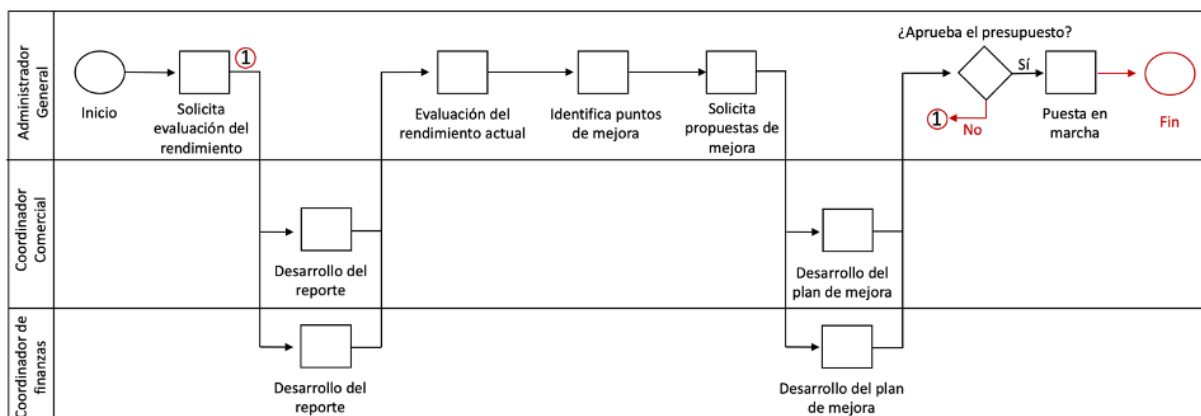 Administrador
General
Inicio
Solicita
evaluación del
rendimiento
1
Evaluación del
rendimiento actual
Identifica puntos
de mejora
Solicita
propuestas de
mejora
¿Aprueba el presupuesto?
Sí
1
No
Puesta en
marcha
Fin
Coordinador
Comercial
Desarrollo del
reporte
Desarrollo del
plan de mejora
Coordinador de
finanzas
Desarrollo del
reporte
Desarrollo del plan
de mejora